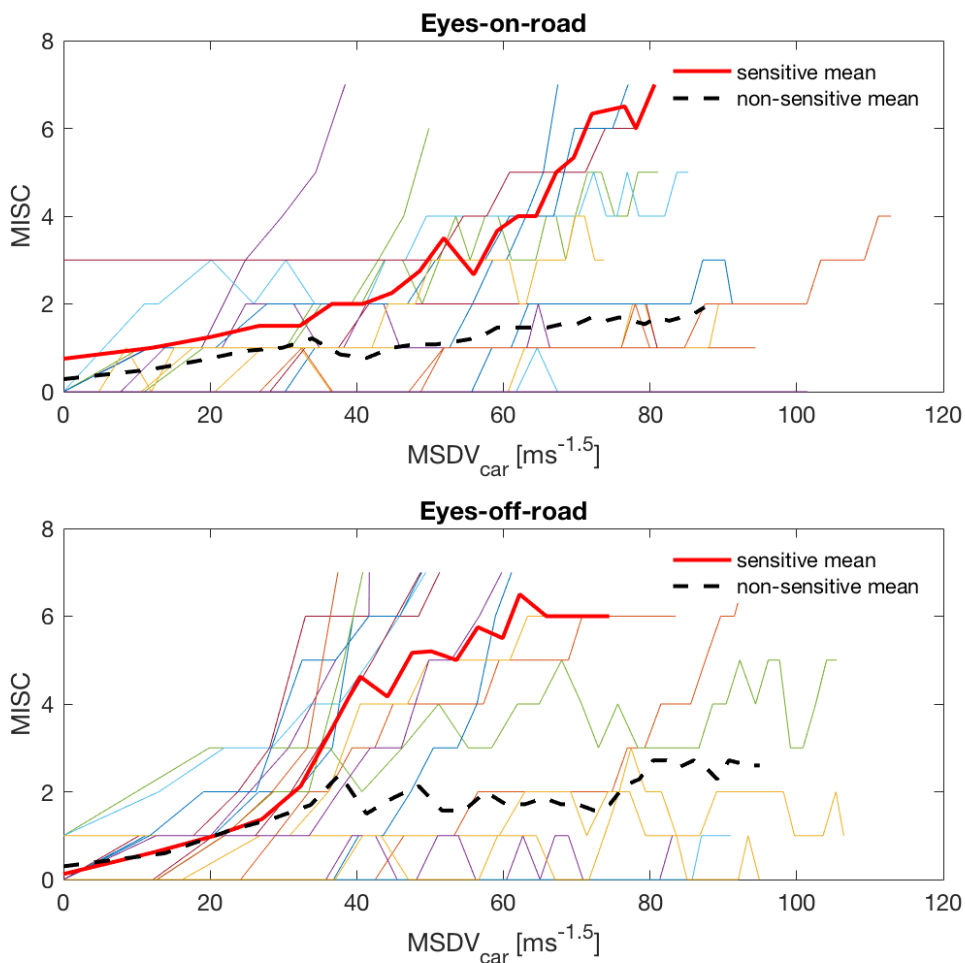 Eyes-on-road
8
6
4
2
0
MISC
sensitive mean
non-sensitive mean
0 20 40 60 80 100 120
MSDV_car [ms^-1.5]
Eyes-off-road
8
6
4
2
0
MISC
sensitive mean
non-sensitive mean
0 20 40 60 80 100 120
MSDV_car [ms^-1.5]